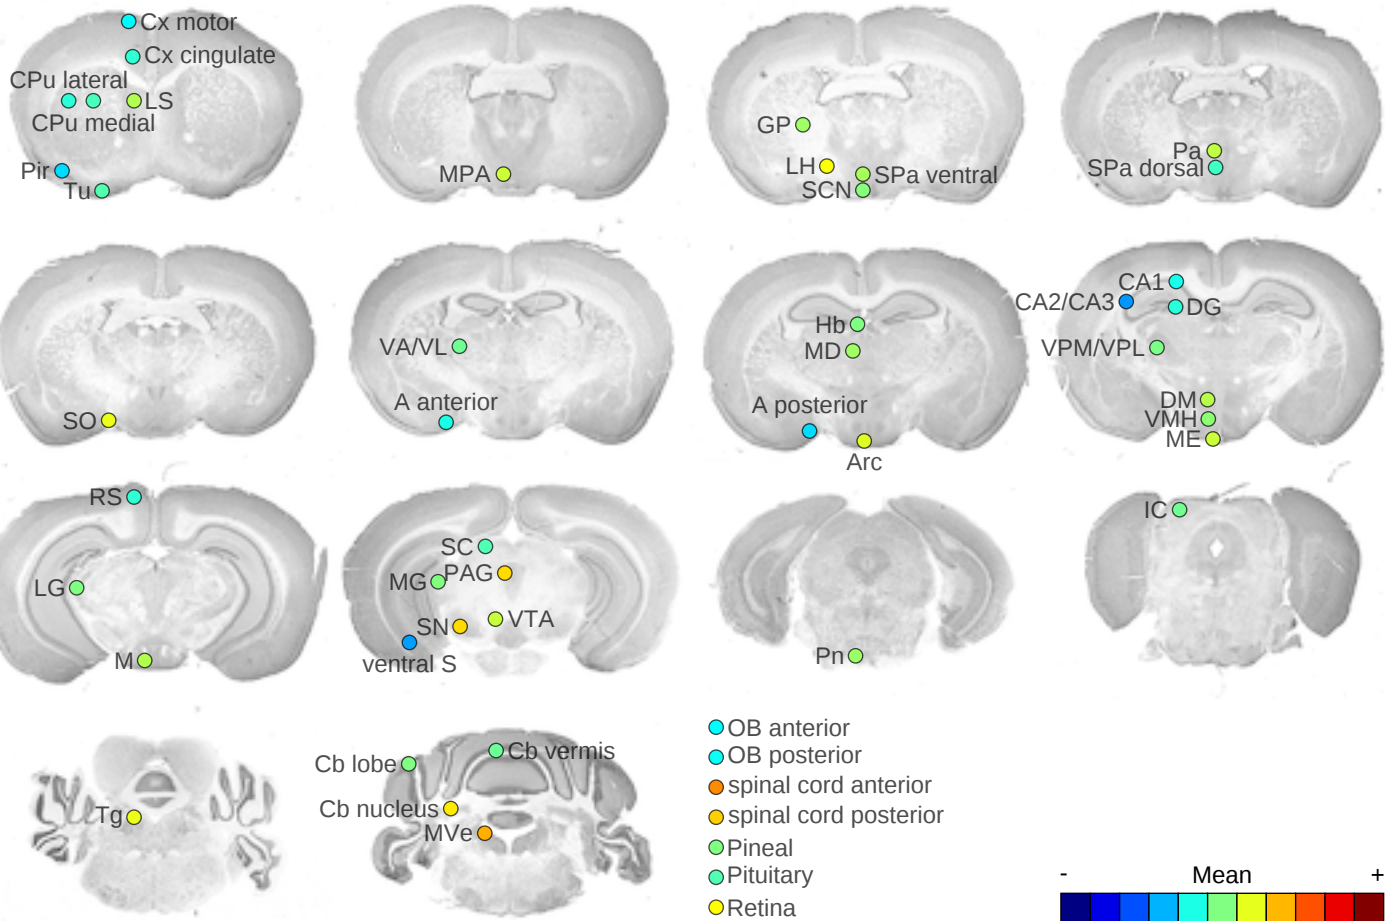 Cx motor
Cx cingulate
CPu lateral
LS
CPu medial
Pir
Tu
MPA
GP
LH
SPa ventral
SCN
Pa
SPa dorsal
SO
VA/VL
A anterior
Hb
MD
A posterior
Arc
CA1
CA2/CA3
DG
VPM/VPL
DM
VMH
ME
RS
LG
M
SC
PAG
MG
VTA
SN
ventral S
Pn
IC
Tg
Cb lobe
Cb vermis
Cb nucleus
MVe
OB anterior
OB posterior
spinal cord anterior
spinal cord posterior
Pineal
Pituitary
Retina
- Mean +